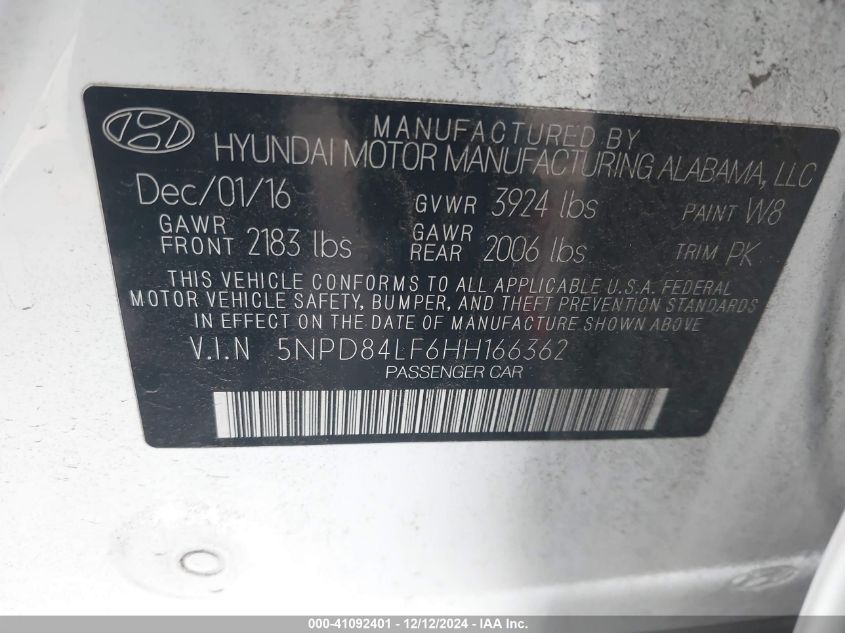 MANUFACTURED BY
HYUNDAI MOTOR MANUFACTURING ALABAMA, LLC
Dec/01/16 GVWR 3924 lbs PAINT W8
GAWR FRONT 2183 lbs GAWR REAR 2006 lbs TRIM PK
THIS VEHICLE CONFORMS TO ALL APPLICABLE U.S.A. FEDERAL
MOTOR VEHICLE SAFETY, BUMPER, AND THEFT PREVENTION STANDARDS
IN EFFECT ON THE DATE OF MANUFACTURE SHOWN ABOVE
V.I.N 5NPD84LF6HH166362
PASSENGER CAR
000-41092401 - 12/12/2024 - IAA Inc.